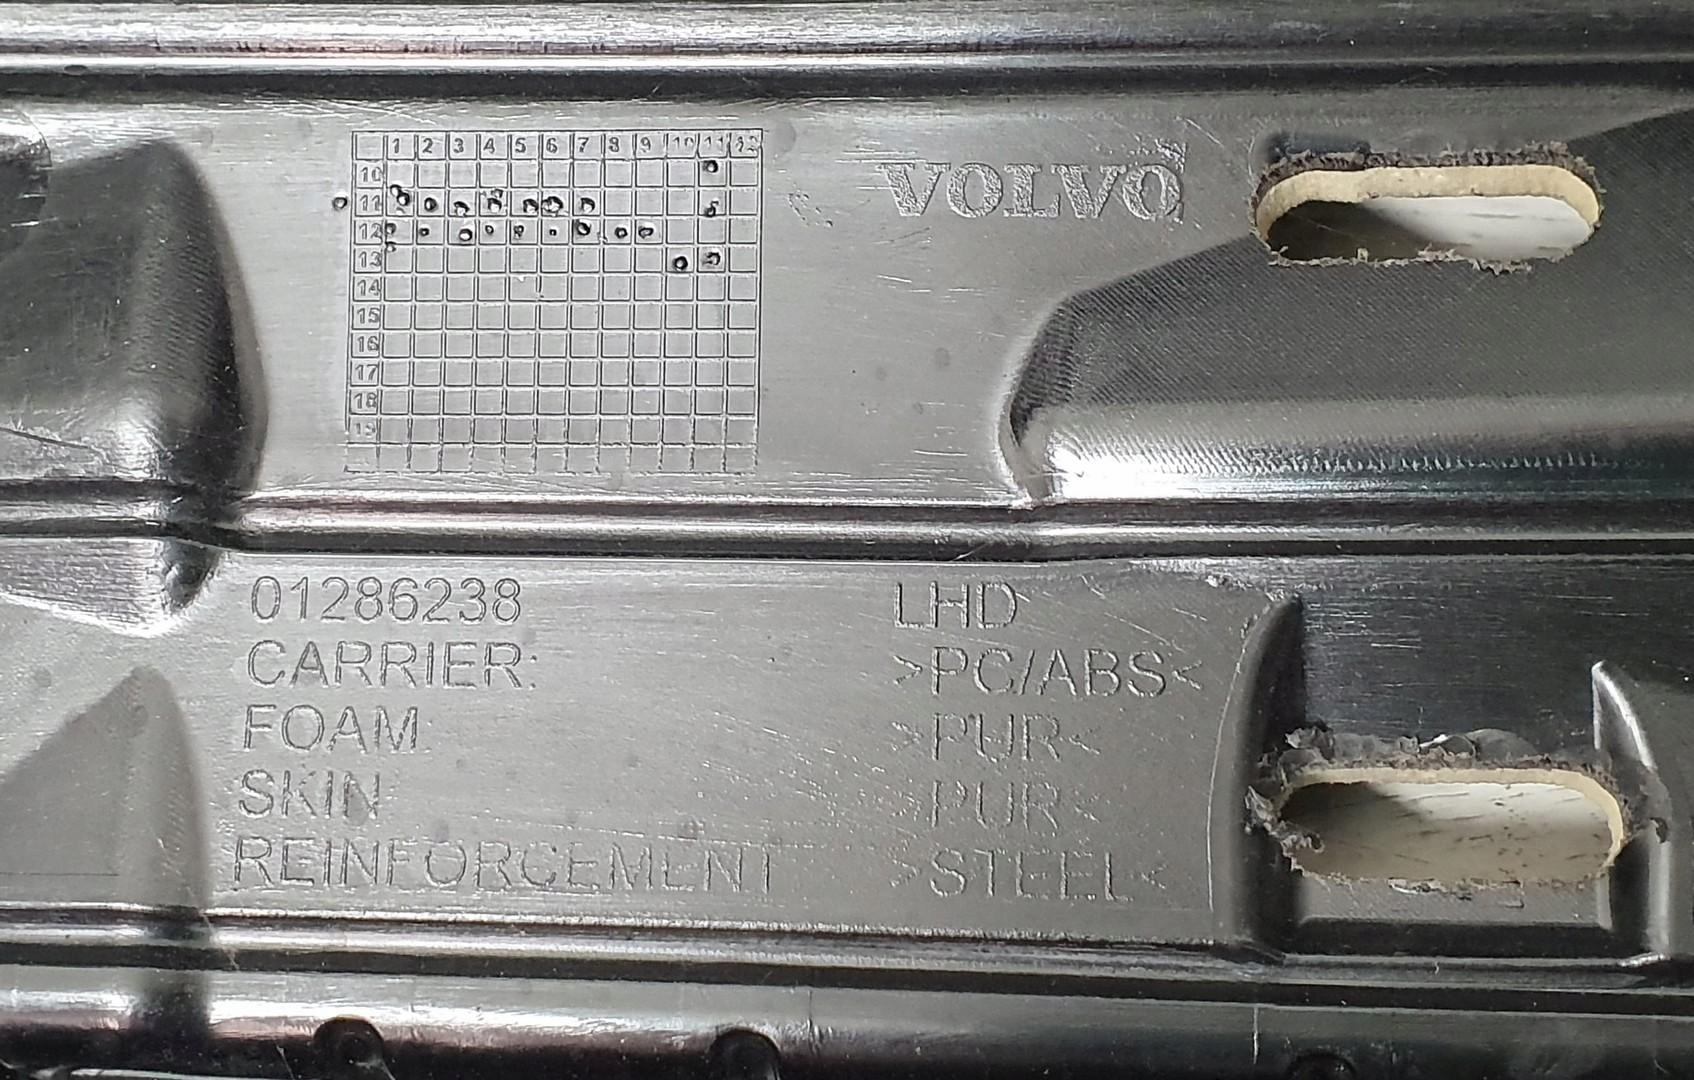 1 2 3 4 5 6 7 8 9 10 11 12
10
11
12
13
14
15
16
17
18
19
VOLVO
01286238 LHD
CARRIER: >PC/ABS<
FOAM >PUR<
SKIN >PUR<
REINFORCEMENT >STEEL<